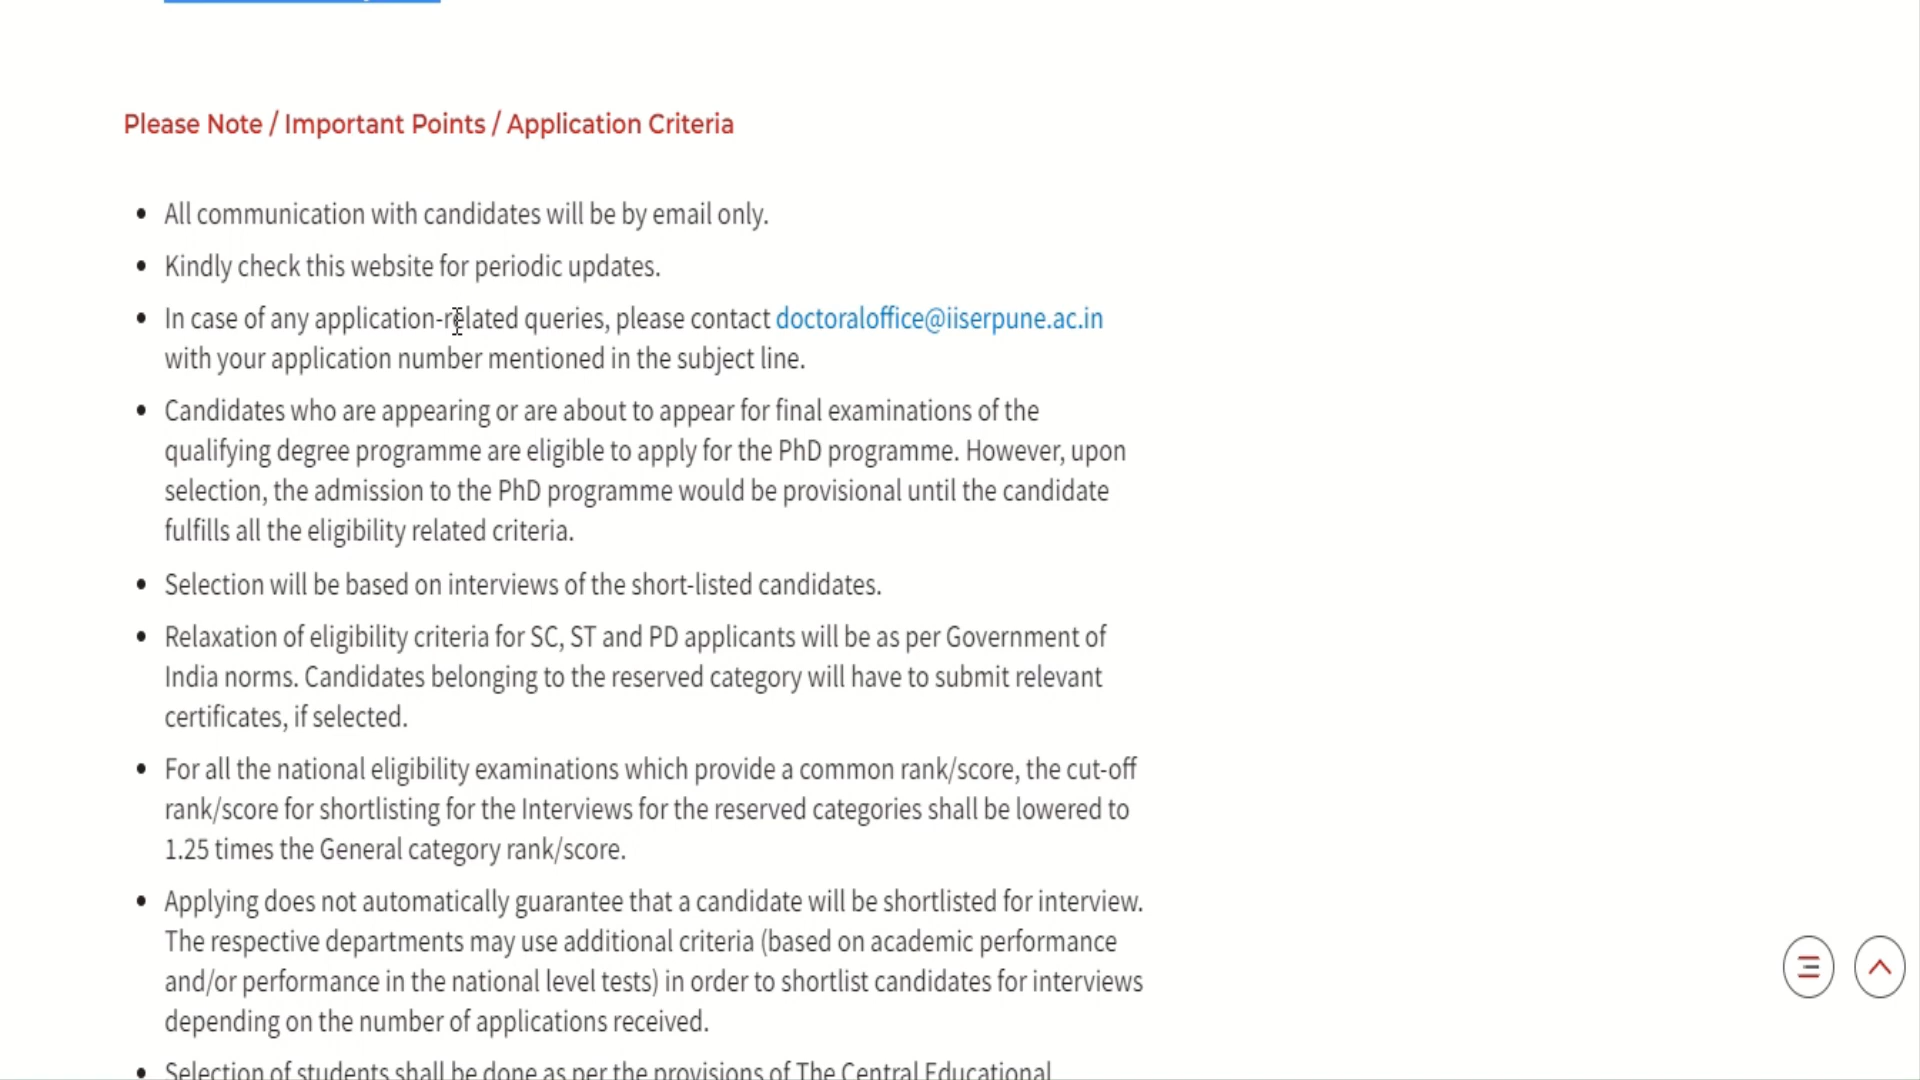 Please Note / Important Points / Application Criteria
All communication with candidates will be by email only.
Kindly check this website for periodic updates.
In case of any application-related queries, please contact doctoraloffice@iiserpune.ac.in
with your application number mentioned in the subject line.
Candidates who are appearing or are about to appear for final examinations of the
qualifying degree programme are eligible to apply for the PhD programme. However, upon
selection, the admission to the PhD programme would be provisional until the candidate
fulfills all the eligibility related criteria.
Selection will be based on interviews of the short-listed candidates.
Relaxation of eligibility criteria for SC, ST and PD applicants will be as per Government of
India norms. Candidates belonging to the reserved category will have to submit relevant
certificates, if selected.
For all the national eligibility examinations which provide a common rank/score, the cut-off
rank/score for shortlisting for the Interviews for the reserved categories shall be lowered to
1.25 times the General category rank/score.
Applying does not automatically guarantee that a candidate will be shortlisted for interview.
The respective departments may use additional criteria (based on academic performance
and/or performance in the national level tests) in order to shortlist candidates for interviews
depending on the number of applications received.
Selection of students shall be done as per the provisions of The Central Educational